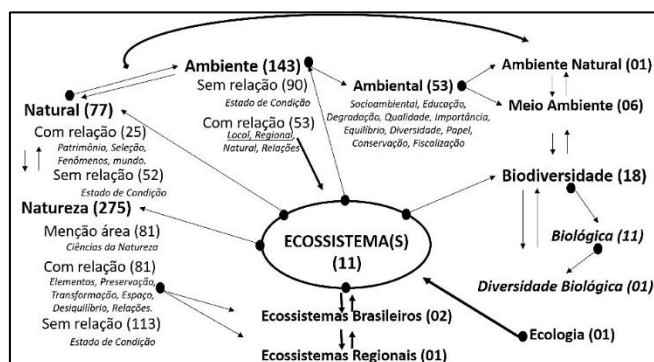 Natural (77)
Com relação (25)
Patrimônio, Seleção,
Fenômenos, mundo.
Sem relação (52)
Estado de Condição
Natureza (275)
Menção área (81)
Ciências da Natureza
Com relação (81)
Elementos, Preservação,
Transformação, Espaço,
Desiquilíbrio, Relações.
Sem relação (113)
Estado de Condição
Ambiente (143)
Sem relação (90)
Estado de Condição
Com relação (53)
Local, Regional,
Natural, Relações
Ambiental (53)
Socioambiental, Educação,
Degradação, Qualidade, Importância,
Equilíbrio, Diversidade, Papel,
Conservação, Fiscalização
Ambiente Natural (01)
Meio Ambiente (06)
Biodiversidade (18)
Biológica (11)
Diversidade Biológica (01)
Ecologia (01)
ECOSSISTEMA(S)
(11)
Ecossistemas Brasileiros (02)
Ecossistemas Regionais (01)